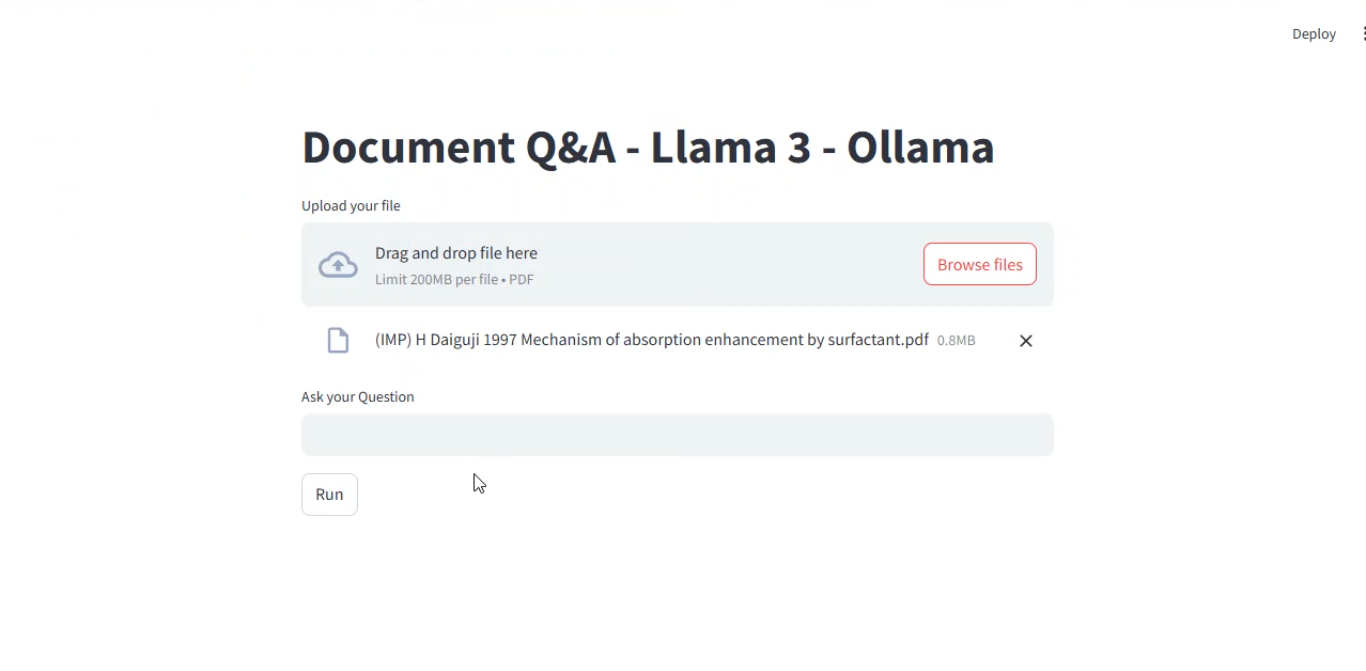 Deploy
Document Q&A - Llama 3 - Ollama
Upload your file
Drag and drop file here
Limit 200MB per file • PDF
Browse files
(IMP) H Daiguji 1997 Mechanism of absorption enhancement by surfactant.pdf 0.8MB
Ask your Question
Run